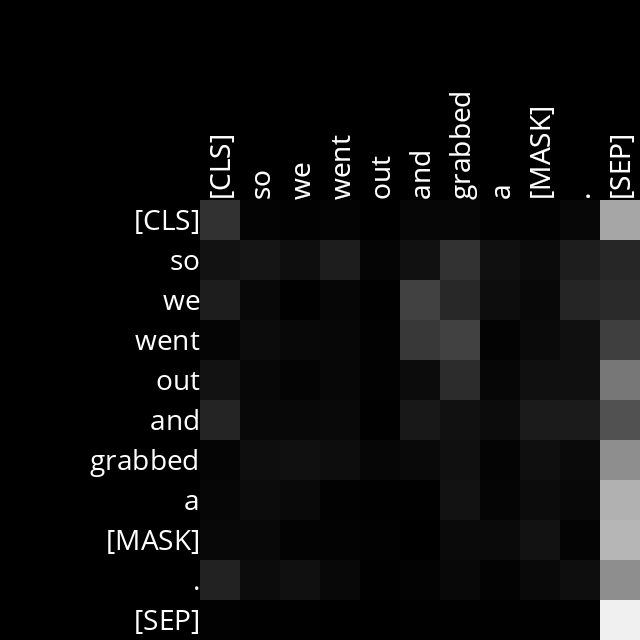 [CLS] so we went out and grabbed a [MASK] . [SEP]
[CLS]
so
we
went
out
and
grabbed
a
[MASK]
.
[SEP]